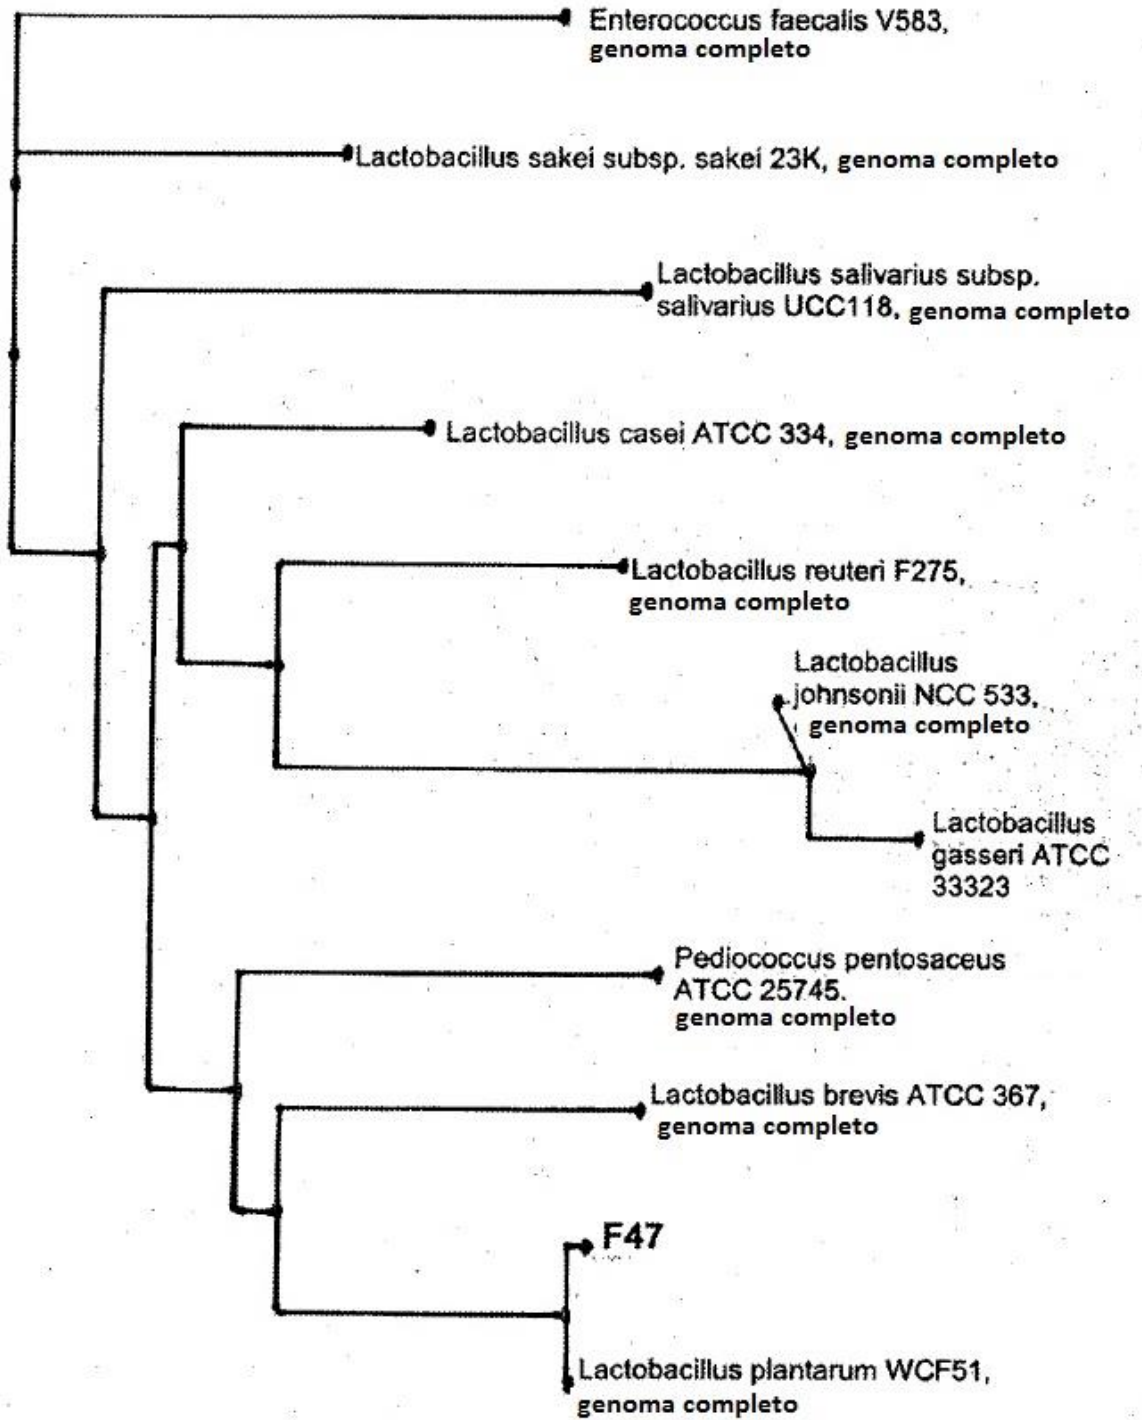 Enterococcus faecalis V583,
genoma completo
Lactobacillus sakei subsp. sakei 23K, genoma completo
Lactobacillus salivarius subsp.
salivarius UCC118, genoma completo
Lactobacillus casei ATCC 334, genoma completo
Lactobacillus reuteri F275,
genoma completo
Lactobacillus
johnsonii NCC 533,
genoma completo
Lactobacillus
gasseri ATCC
33323
Pediococcus pentosaceus
ATCC 25745.
genoma completo
Lactobacillus brevis ATCC 367,
genoma completo
F47
Lactobacillus plantarum WCF51,
genoma completo